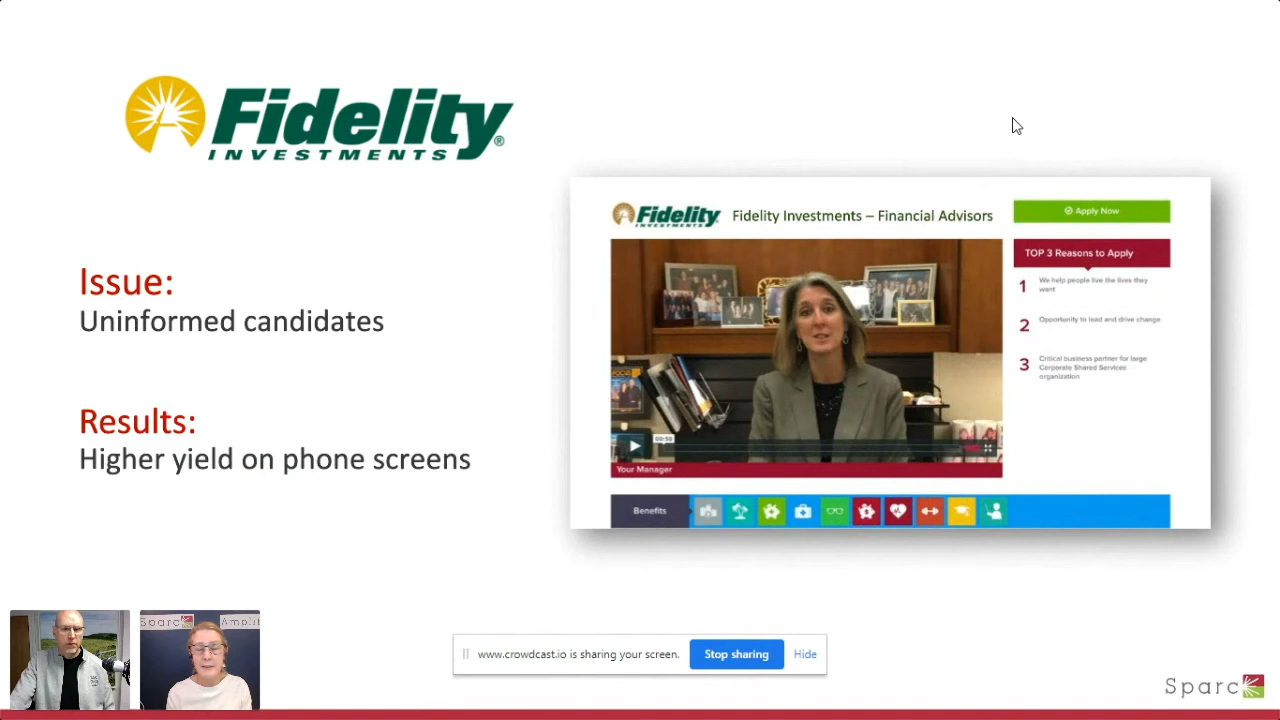 Fidelity
INVESTMENTS®
Issue:
Uninformed candidates
Results:
Higher yield on phone screens
Fidelity
INVESTMENTS
Fidelity Investments – Financial Advisors
Apply Now
TOP 3 Reasons to Apply
1 We help people live the lives they
want
2 Opportunity to lead and drive change
3 Critical business partner for large
Corporate Shared Services
organization
Your Manager
Benefits
Sparc
Amplif
www.crowdcast.io is sharing your screen.
Stop sharing
Hide
Sparc